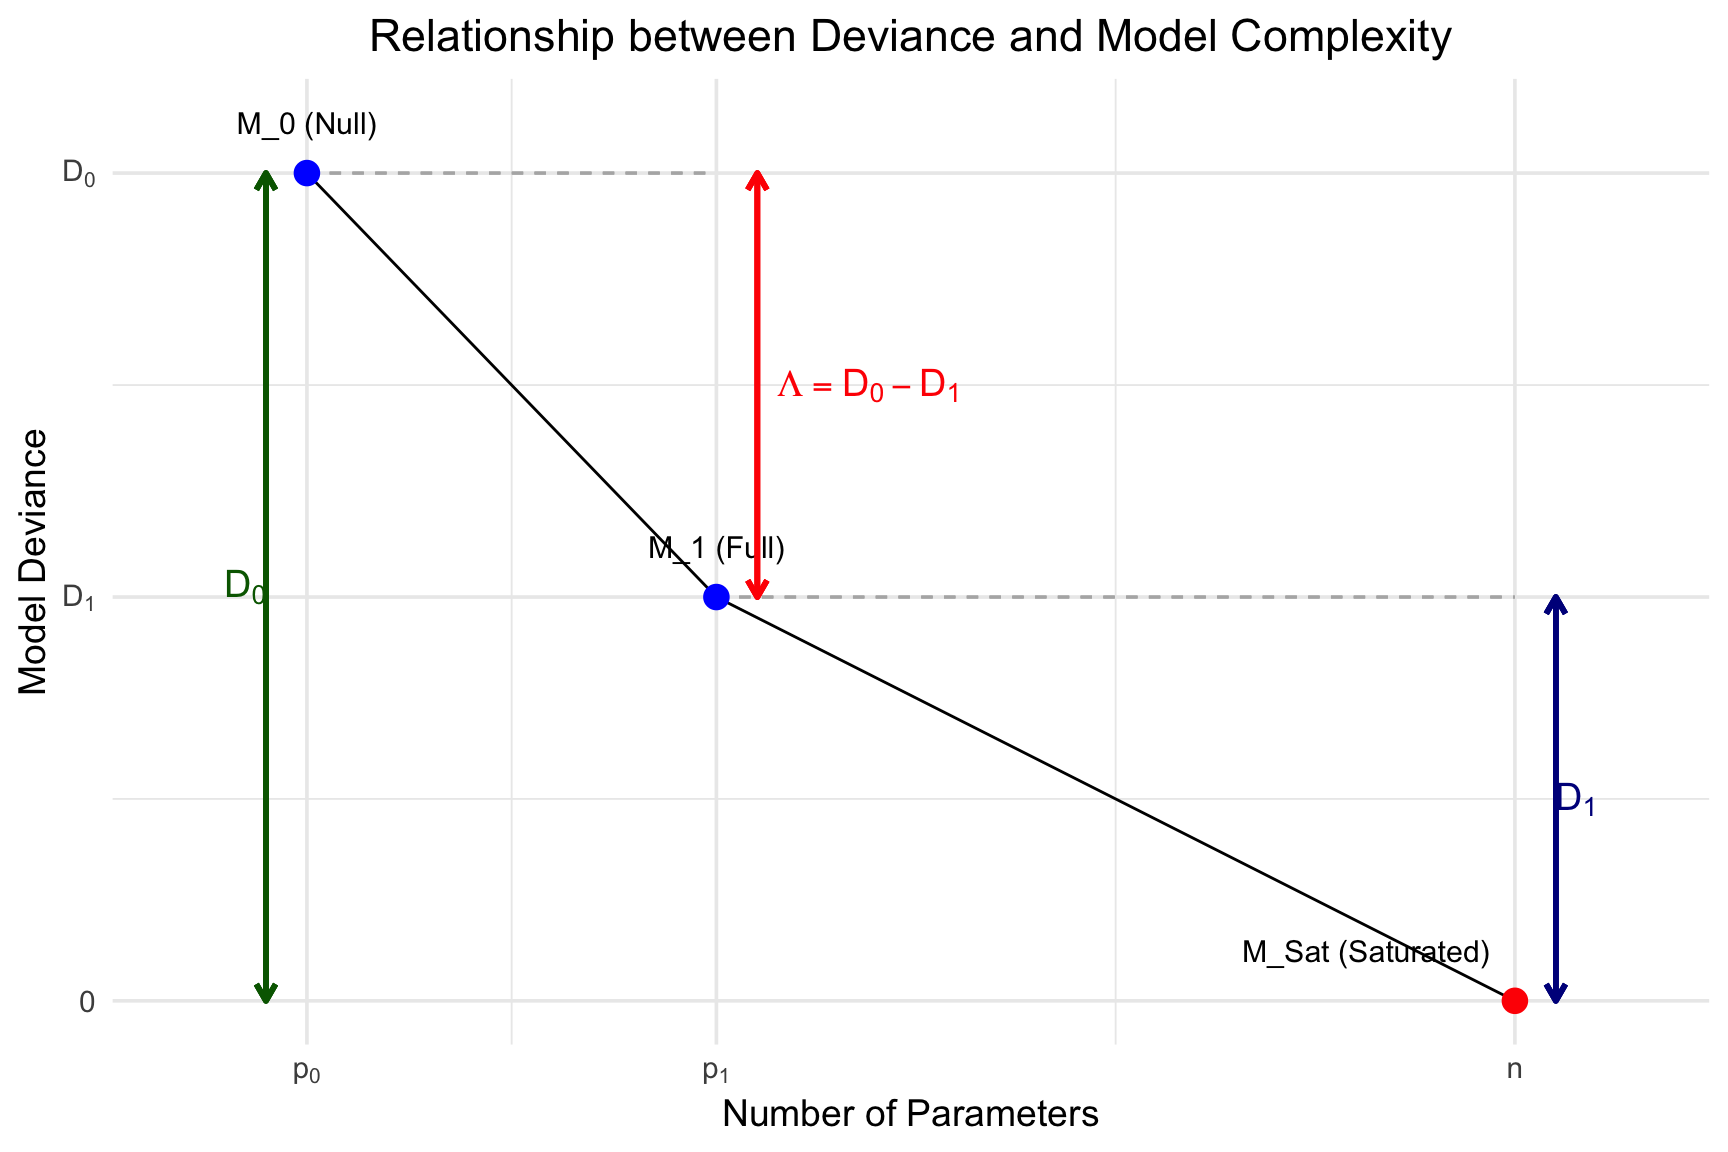 Relationship between Deviance and Model Complexity
M_0 (Null)
D₀
Λ = D₀ − D₁
M_1 (Full)
D₀
D₁
D₁
M_Sat (Saturated)
0
p₀
p₁
n
Number of Parameters
Model Deviance